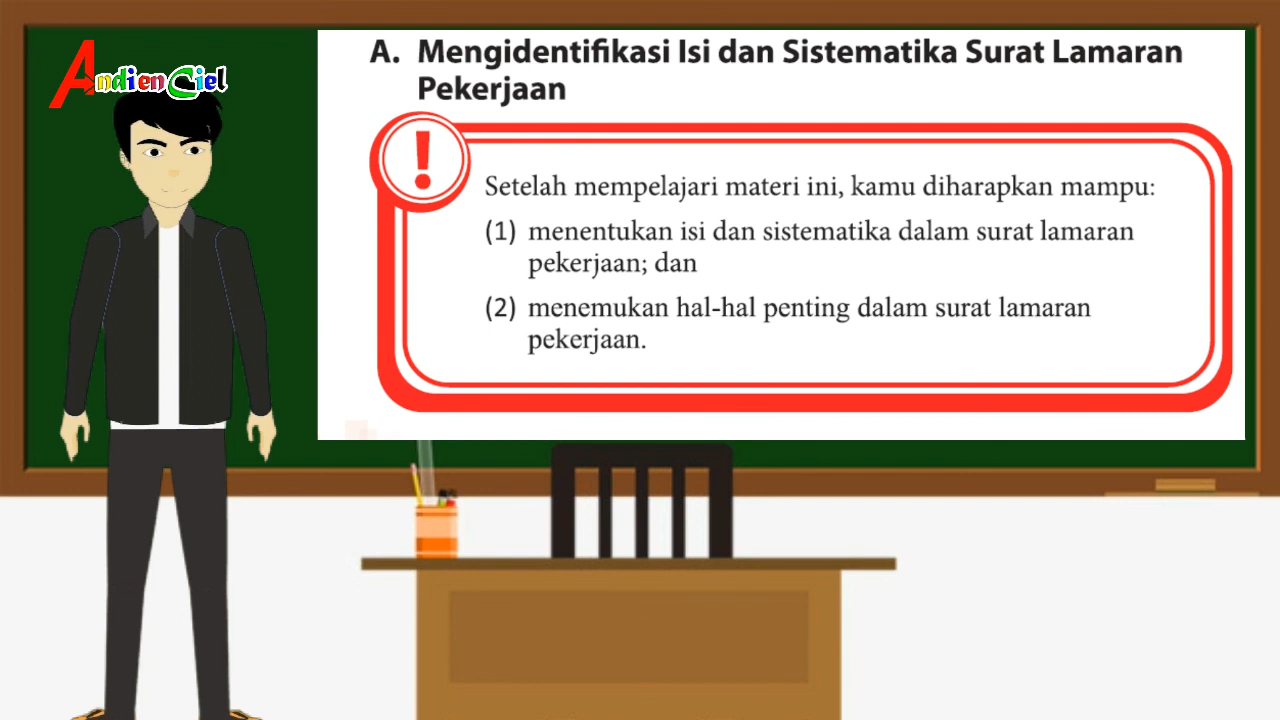 Andien Ciel
A. Mengidentifikasi Isi dan Sistematika Surat Lamaran
Pekerjaan
!
Setelah mempelajari materi ini, kamu diharapkan mampu:
(1) menentukan isi dan sistematika dalam surat lamaran
pekerjaan; dan
(2) menemukan hal-hal penting dalam surat lamaran
pekerjaan.